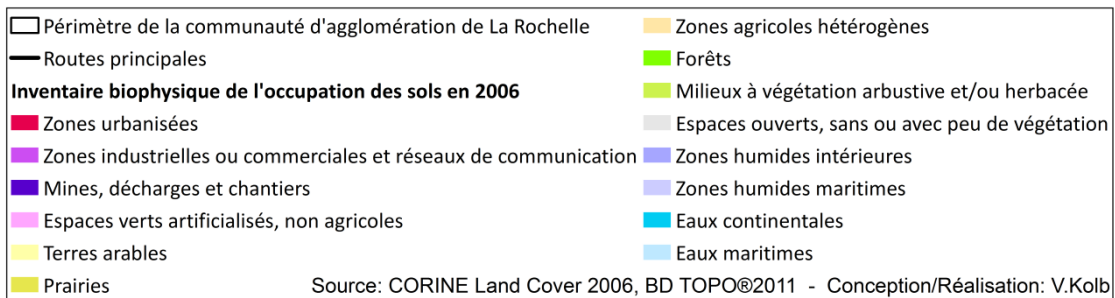 Périmètre de la communauté d'agglomération de La Rochelle
Routes principales
Inventaire biophysique de l'occupation des sols en 2006
Zones urbanisées
Zones industrielles ou commerciales et réseaux de communication
Mines, décharges et chantiers
Espaces verts artificialisés, non agricoles
Terres arables
Prairies
Zones agricoles hétérogènes
Forêts
Milieux à végétation arbustive et/ou herbacée
Espaces ouverts, sans ou avec peu de végétation
Zones humides intérieures
Zones humides maritimes
Eaux continentales
Eaux maritimes
Source: CORINE Land Cover 2006, BD TOPO®2011 - Conception/Réalisation: V.Kolb